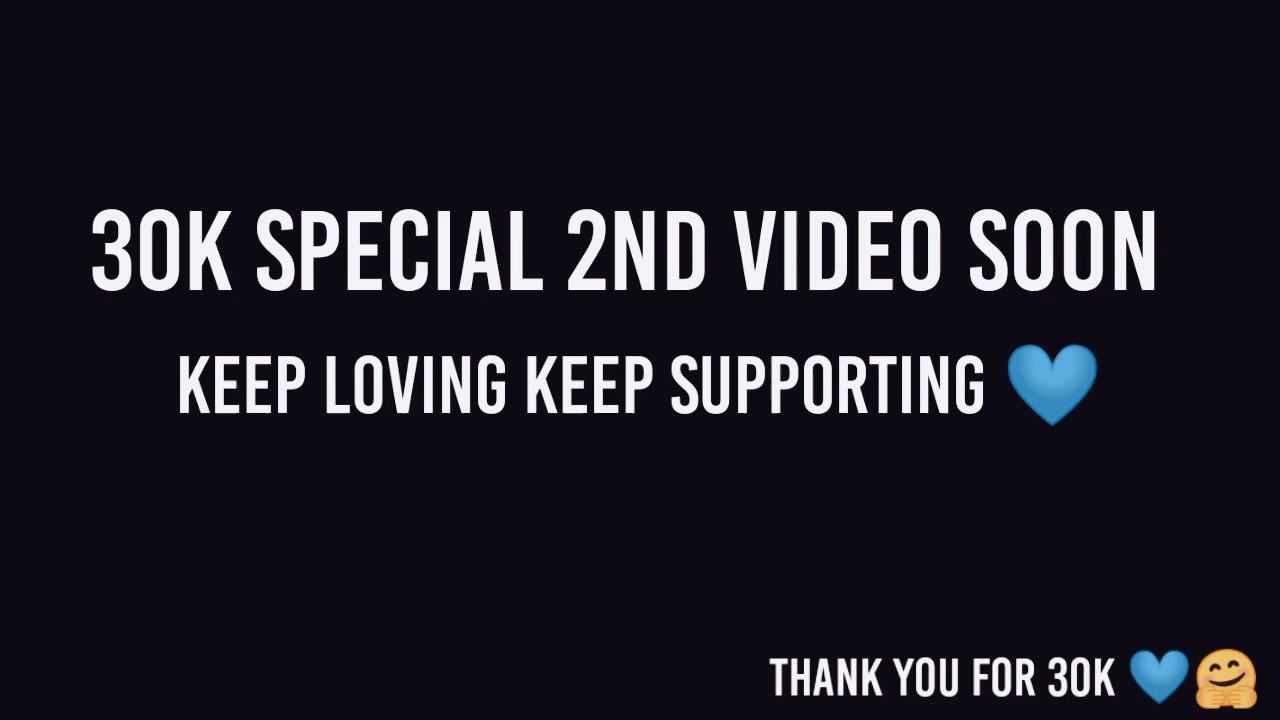 30K SPECIAL 2ND VIDEO SOON
KEEP LOVING KEEP SUPPORTING 💙
THANK YOU FOR 30K 💙🤗